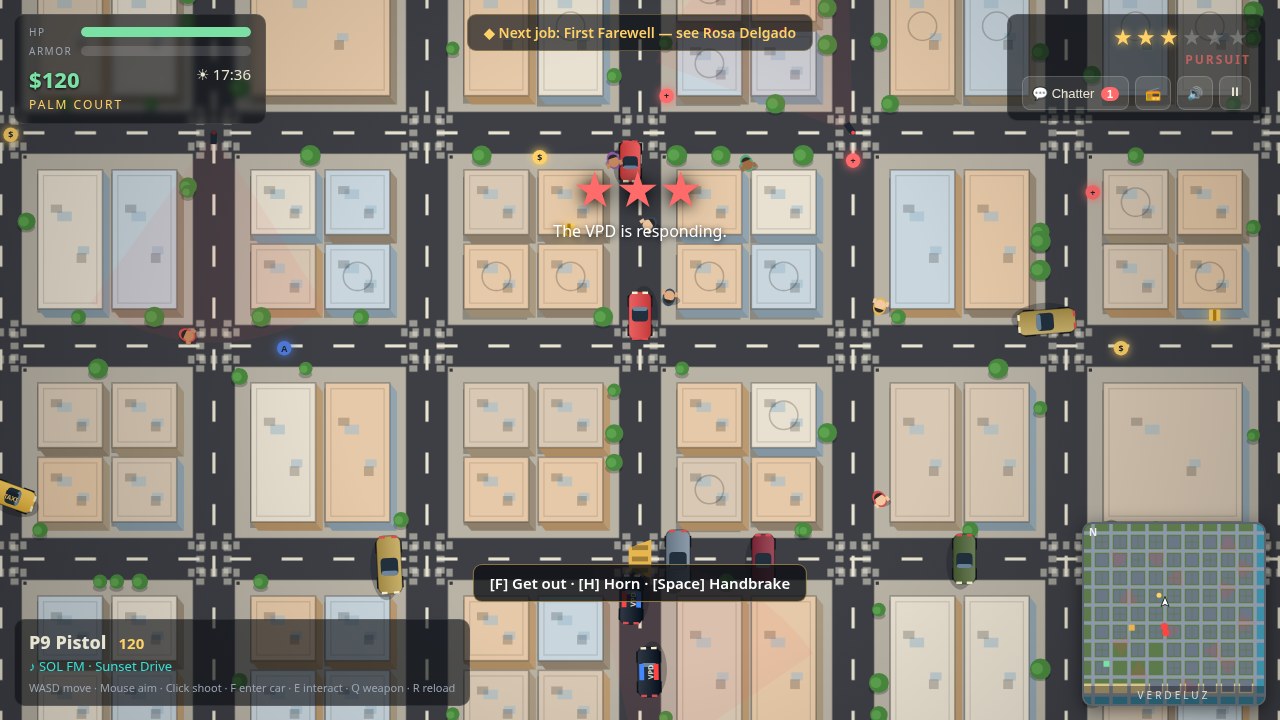 HP
ARMOR
$120
☀ 17:36
PALM COURT
◆ Next job: First Farewell — see Rosa Delgado
PURSUIT
Chatter 1
The VPD is responding.
A
$
$
$
TAXI
[F] Get out · [H] Horn · [Space] Handbrake
VPD
P9 Pistol 120
♪ SOL FM · Sunset Drive
WASD move · Mouse aim · Click shoot · F enter car · E interact · Q weapon · R reload
N
VERDELUZ